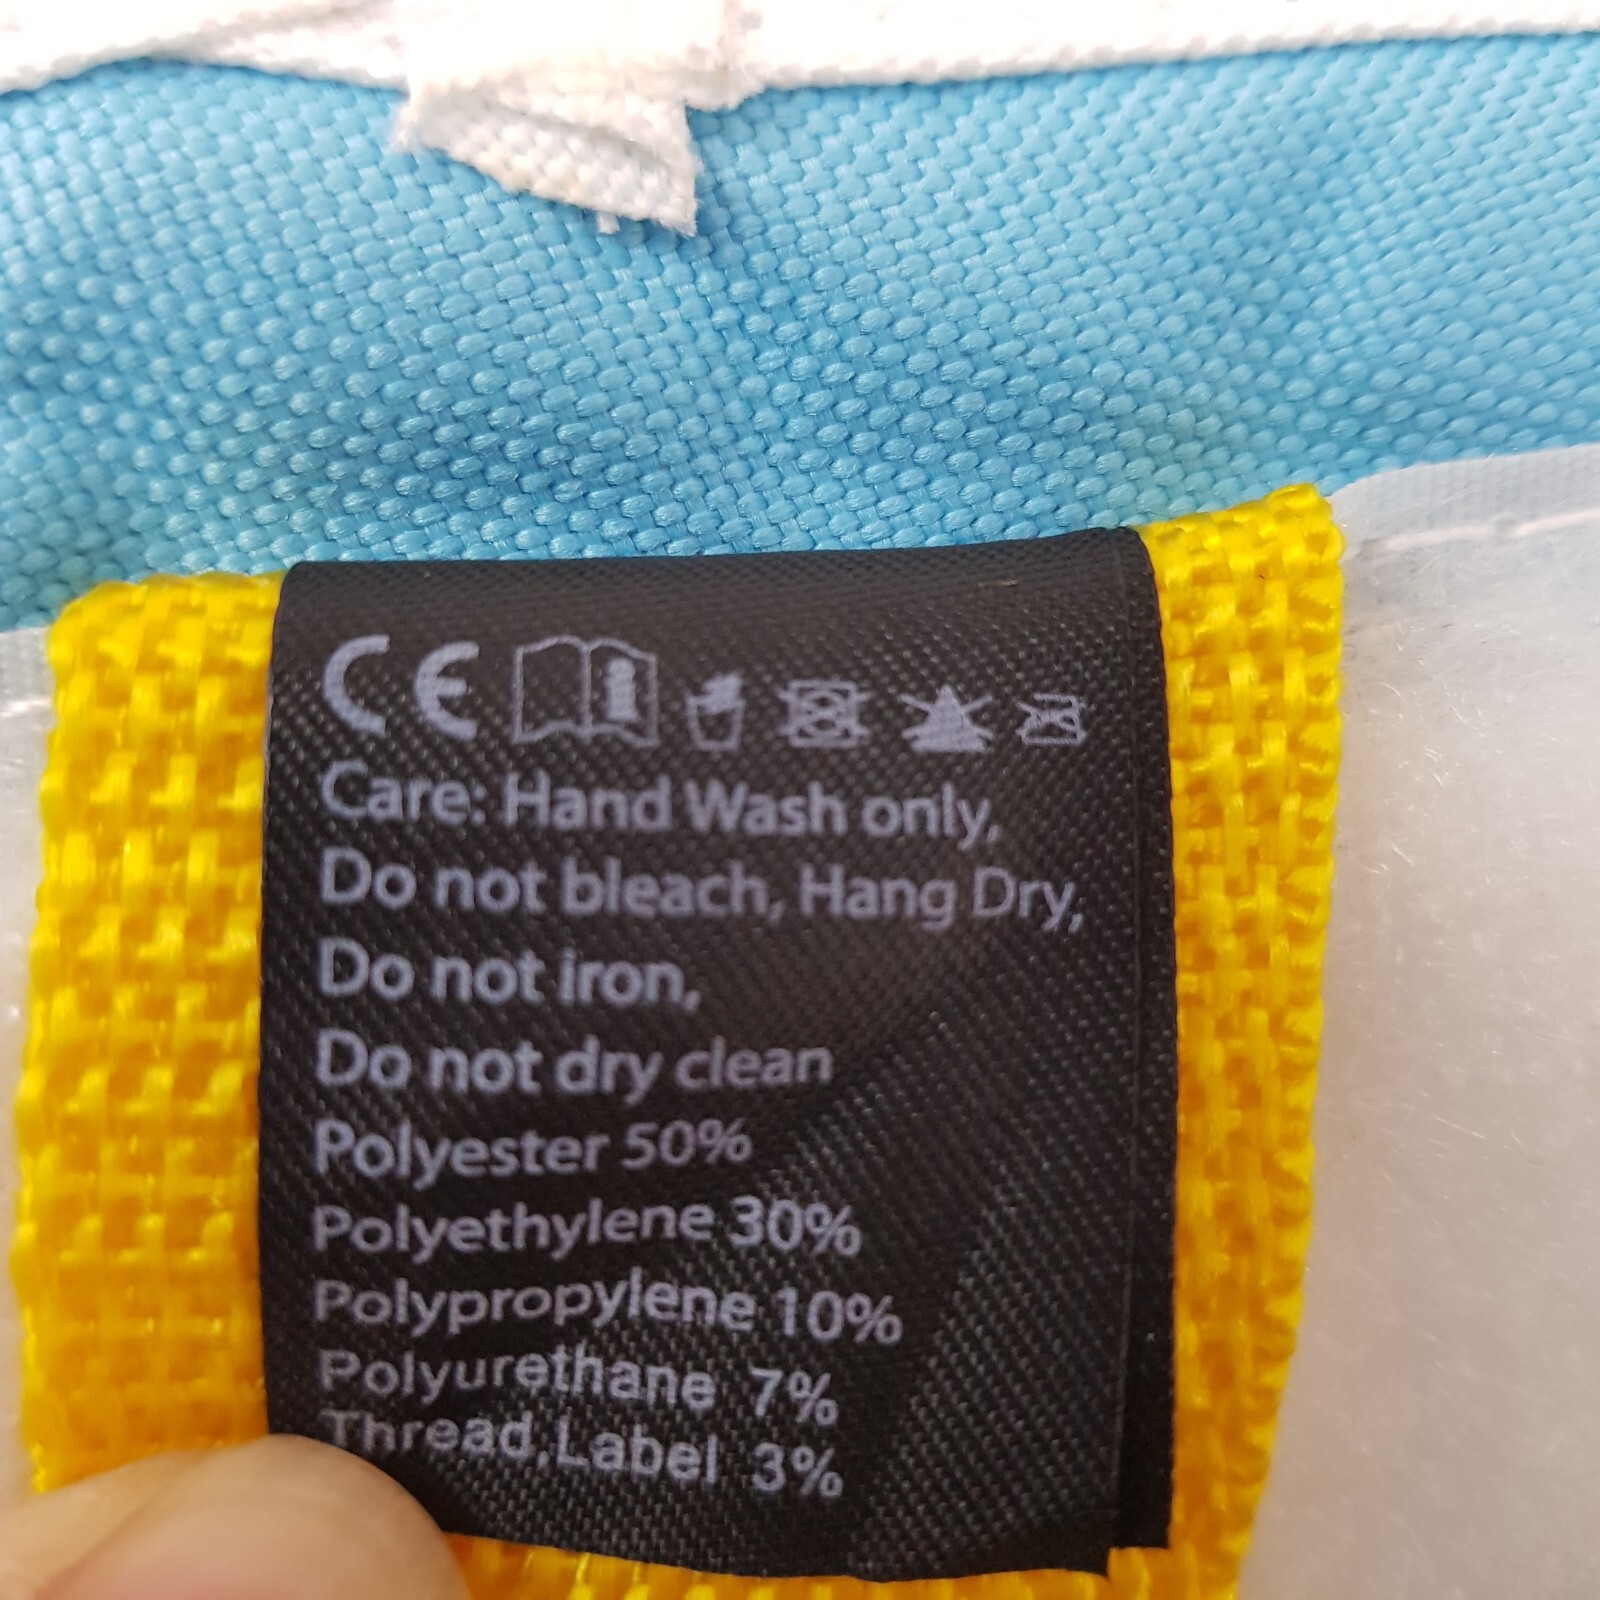 CE
Care: Hand Wash only,
Do not bleach, Hang Dry,
Do not iron,
Do not dry clean
Polyester 50%
Polyethylene 30%
Polypropylene 10%
Polyurethane 7%
Thread,Label 3%